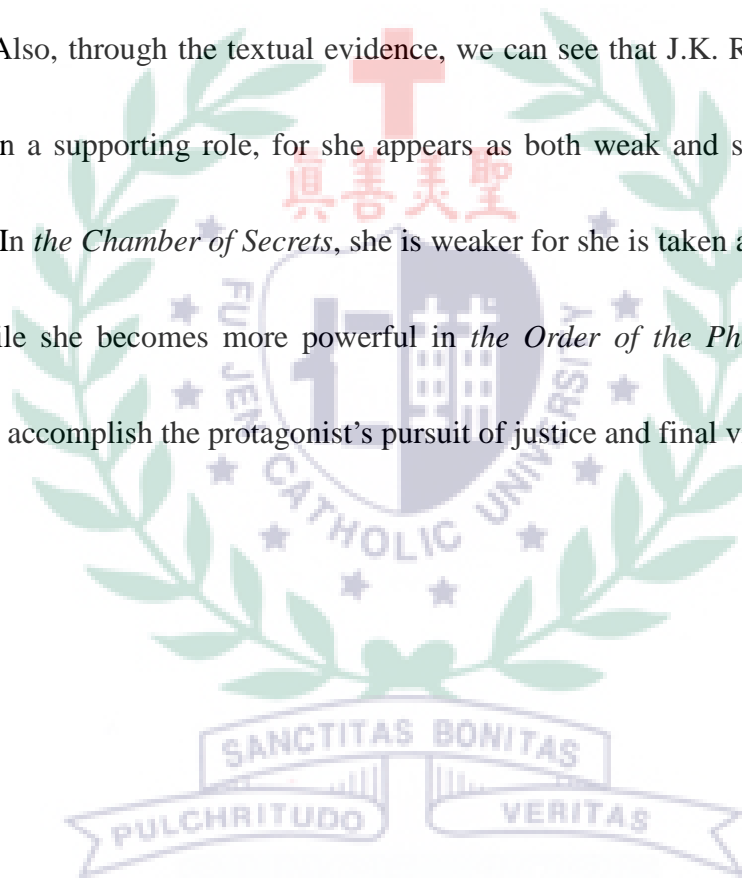 Also, through the textual evidence, we can see that J.K. R
n a supporting role, for she appears as both weak and s
真善美聖
In the Chamber of Secrets, she is weaker for she is taken a
ile she becomes more powerful in the Order of the Ph
accomplish the protagonist's pursuit of justice and final v
FU JEN CATHOLIC UNIVERSITY
SANCTITAS BONITAS
PULCHRITUDO VERITAS